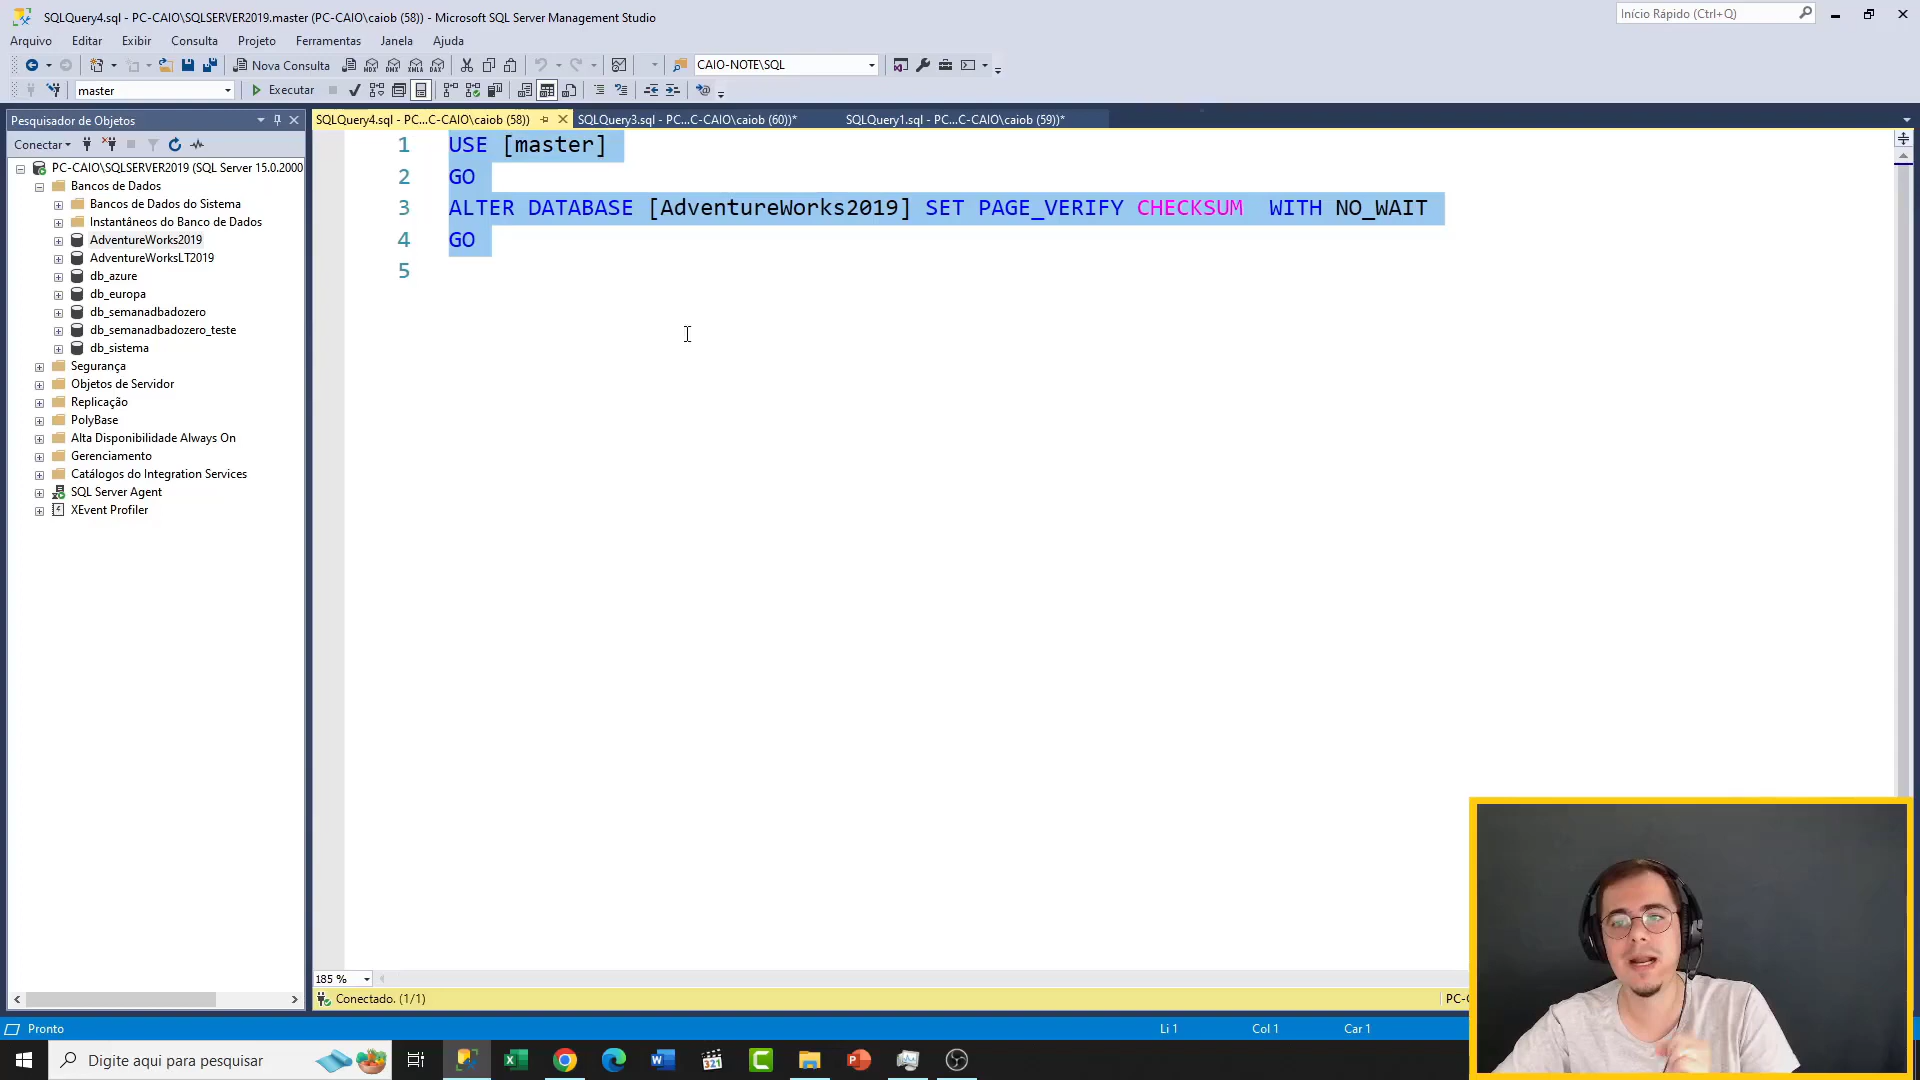 SQLQuery4.sql - PC-CAIO\SQLSERVER2019.master (PC-CAIO\caiob (58)) - Microsoft SQL Server Management Studio
Início Rápido (Ctrl+Q)
Arquivo Editar Exibir Consulta Projeto Ferramentas Janela Ajuda
Nova Consulta
CAIO-NOTE\SQL
master
Executar
Pesquisador de Objetos
SQLQuery4.sql - PC...C-CAIO\caiob (58))
SQLQuery3.sql - PC...C-CAIO\caiob (60))*
SQLQuery1.sql - PC...C-CAIO\caiob (59))*
Conectar
PC-CAIO\SQLSERVER2019 (SQL Server 15.0.2000
Bancos de Dados
Bancos de Dados do Sistema
Instantâneos do Banco de Dados
AdventureWorks2019
AdventureWorksLT2019
db_azure
db_europa
db_semanadbadozero
db_semanadbadozero_teste
db_sistema
Segurança
Objetos de Servidor
Replicação
PolyBase
Alta Disponibilidade Always On
Gerenciamento
Catálogos do Integration Services
SQL Server Agent
XEvent Profiler
1 USE [master]
2 GO
3 ALTER DATABASE [AdventureWorks2019] SET PAGE_VERIFY CHECKSUM  WITH NO_WAIT
4 GO
5
185 %
Conectado. (1/1)
PC-
Pronto
Li 1
Col 1
Car 1
Digite aqui para pesquisar
321